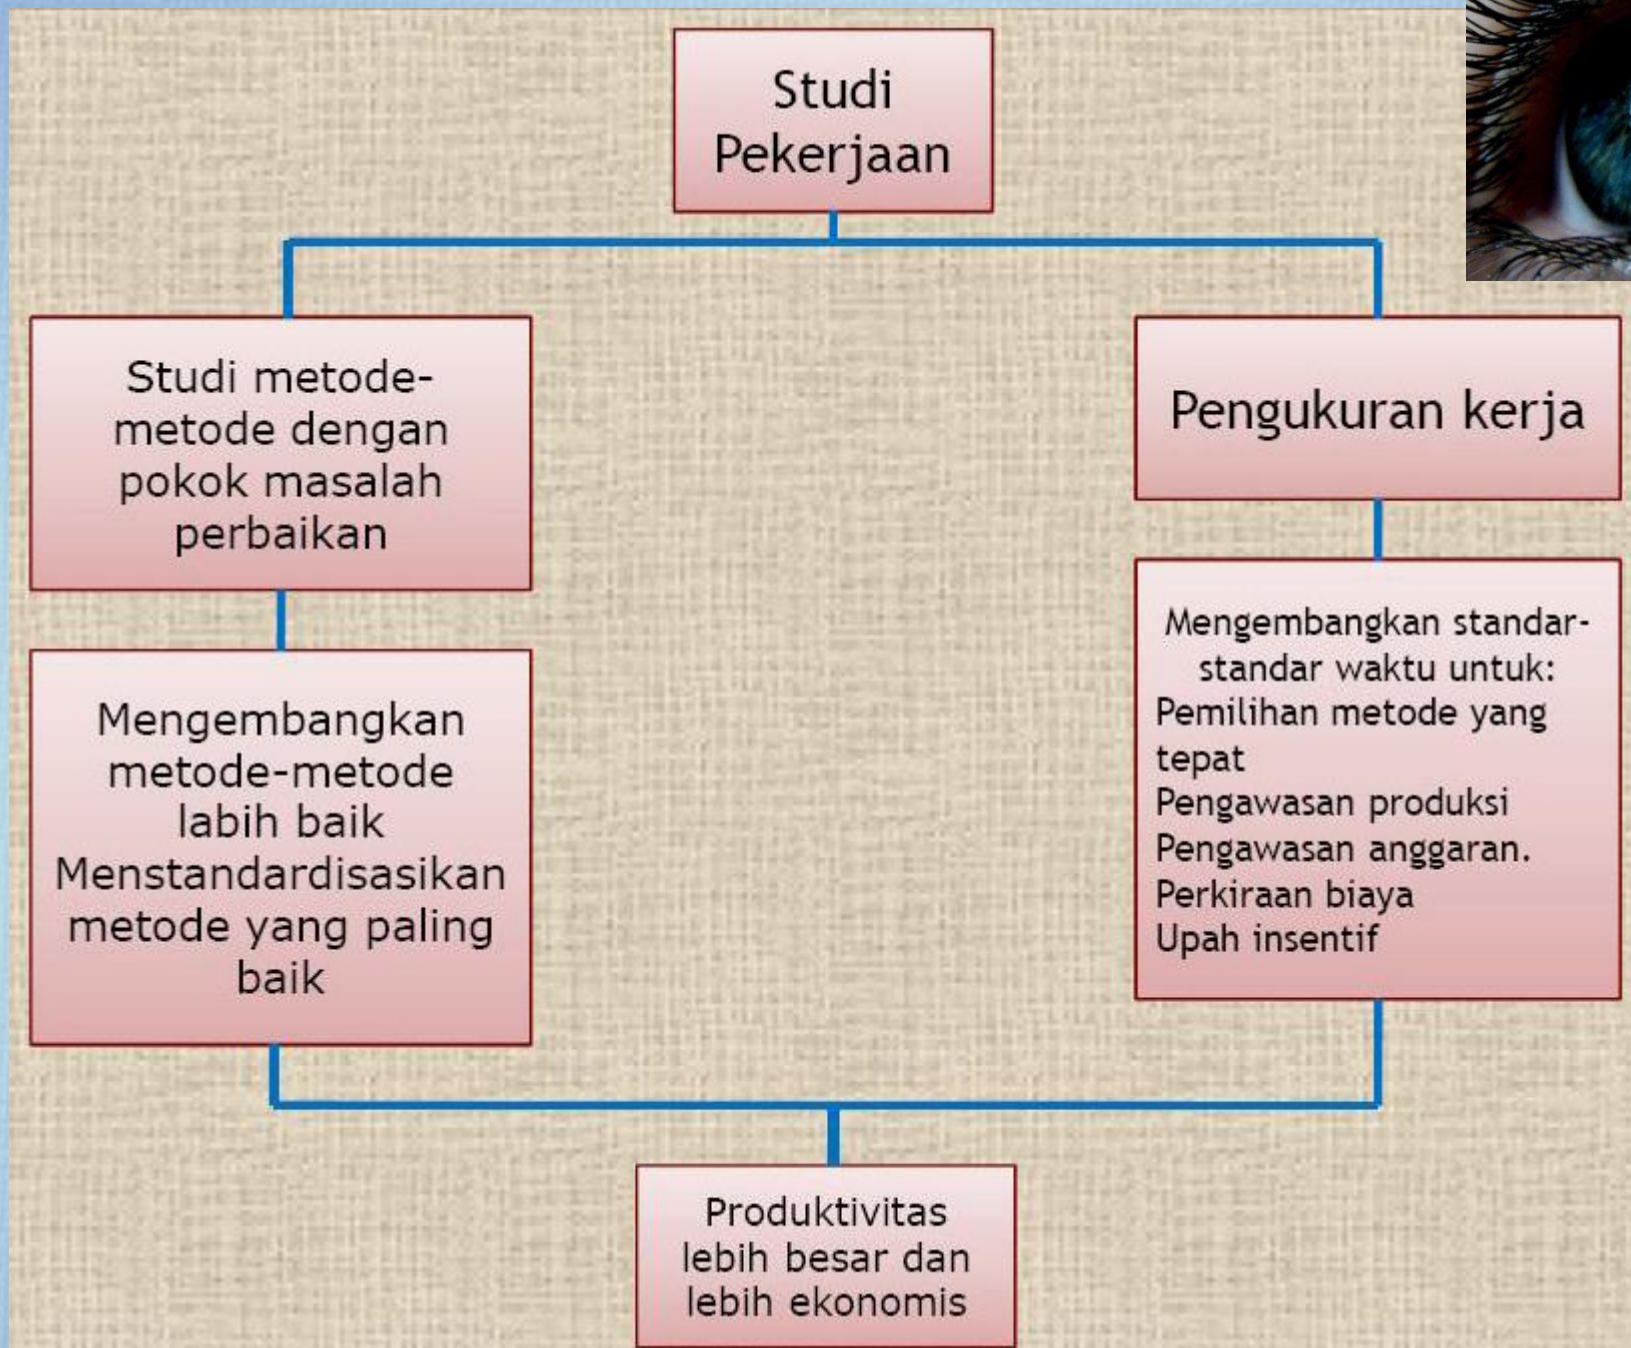 Studi
Pekerjaan
Studi metode-
metode dengan
pokok masalah
perbaikan
Mengembangkan
metode-metode
labih baik
Menstandardisasikan
metode yang paling
baik
Pengukuran kerja
Mengembangkan standar-
standar waktu untuk:
Pemilihan metode yang
tepat
Pengawasan produksi
Pengawasan anggaran.
Perkiraan biaya
Upah insentif
Produktivitas
lebih besar dan
lebih ekonomis